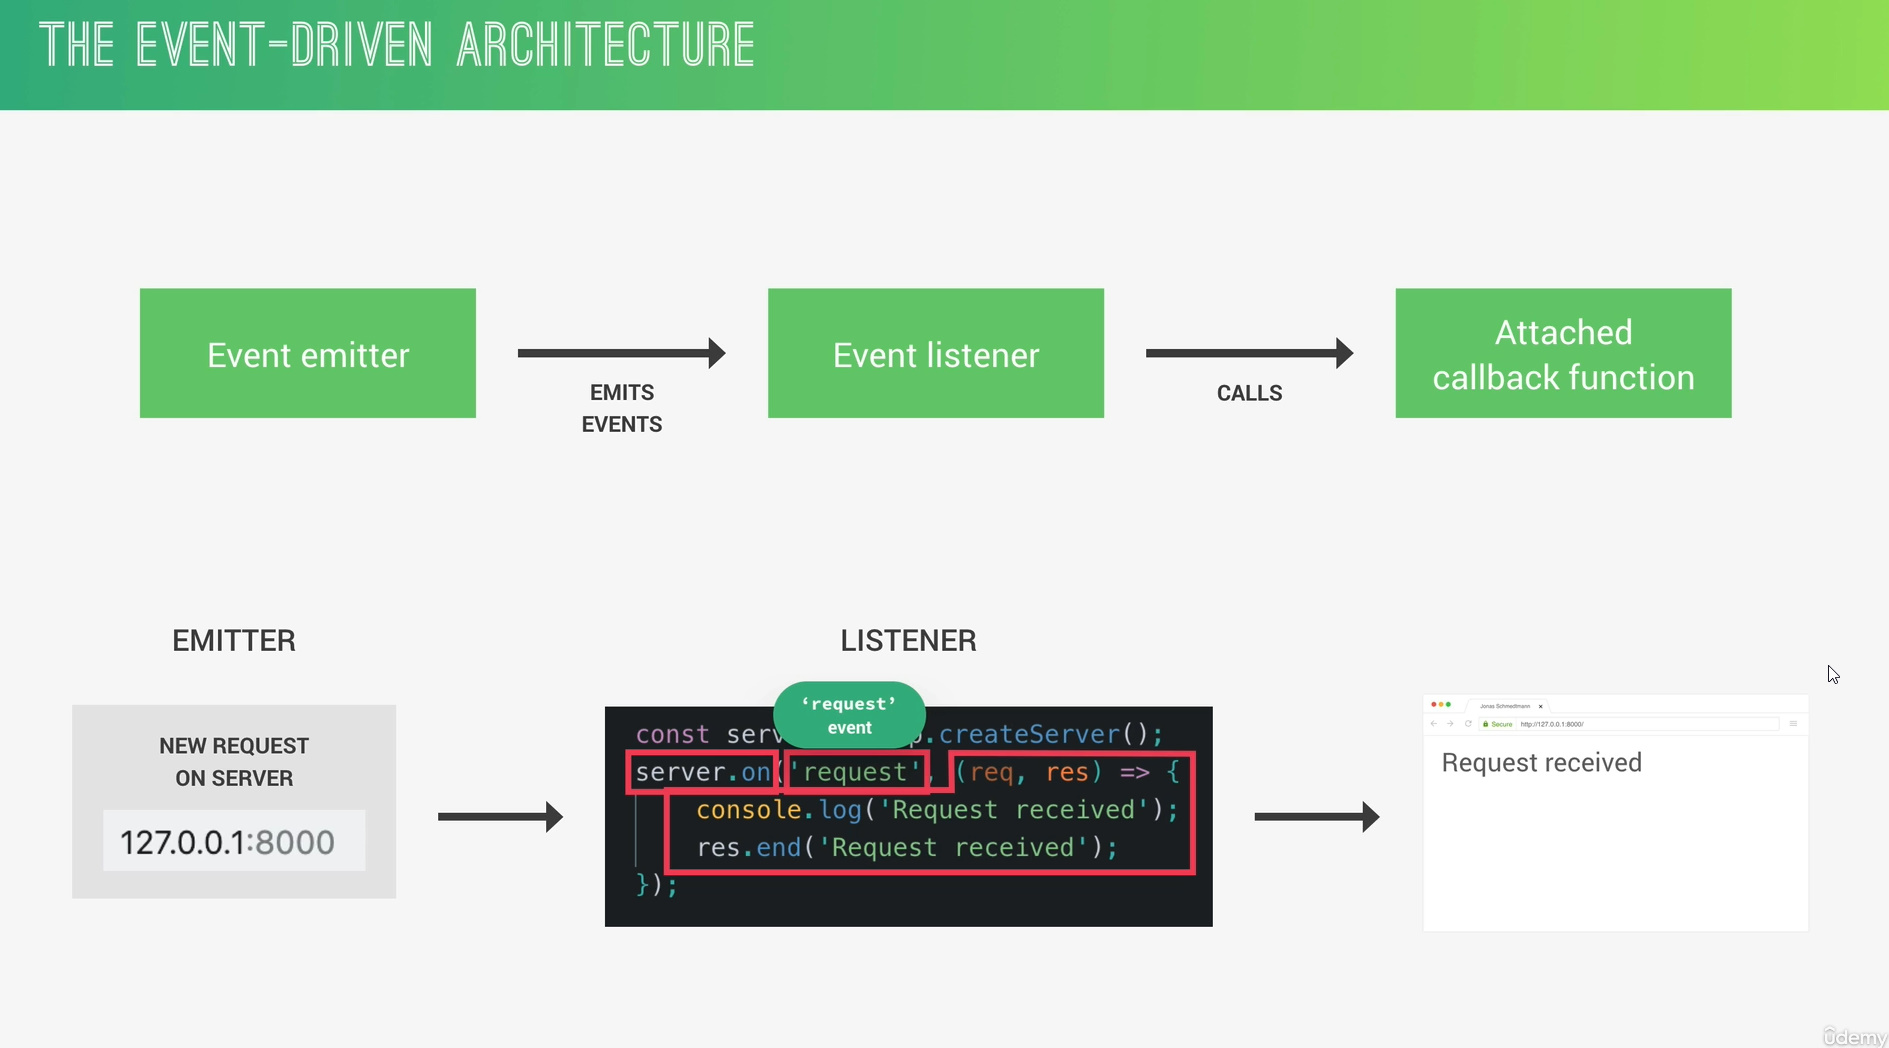 THE EVENT-DRIVEN ARCHITECTURE
Event emitter
EMITS
EVENTS
Event listener
CALLS
Attached
callback function
EMITTER
LISTENER
NEW REQUEST
ON SERVER
127.0.0.1:8000
‘request’
event
const serv p.createServer();
server.on('request', (req, res) => {
console.log('Request received');
res.end('Request received');
});
Jonas Schmedtmann
Secure http://127.0.0.1:8000/
Request received
ûdemy